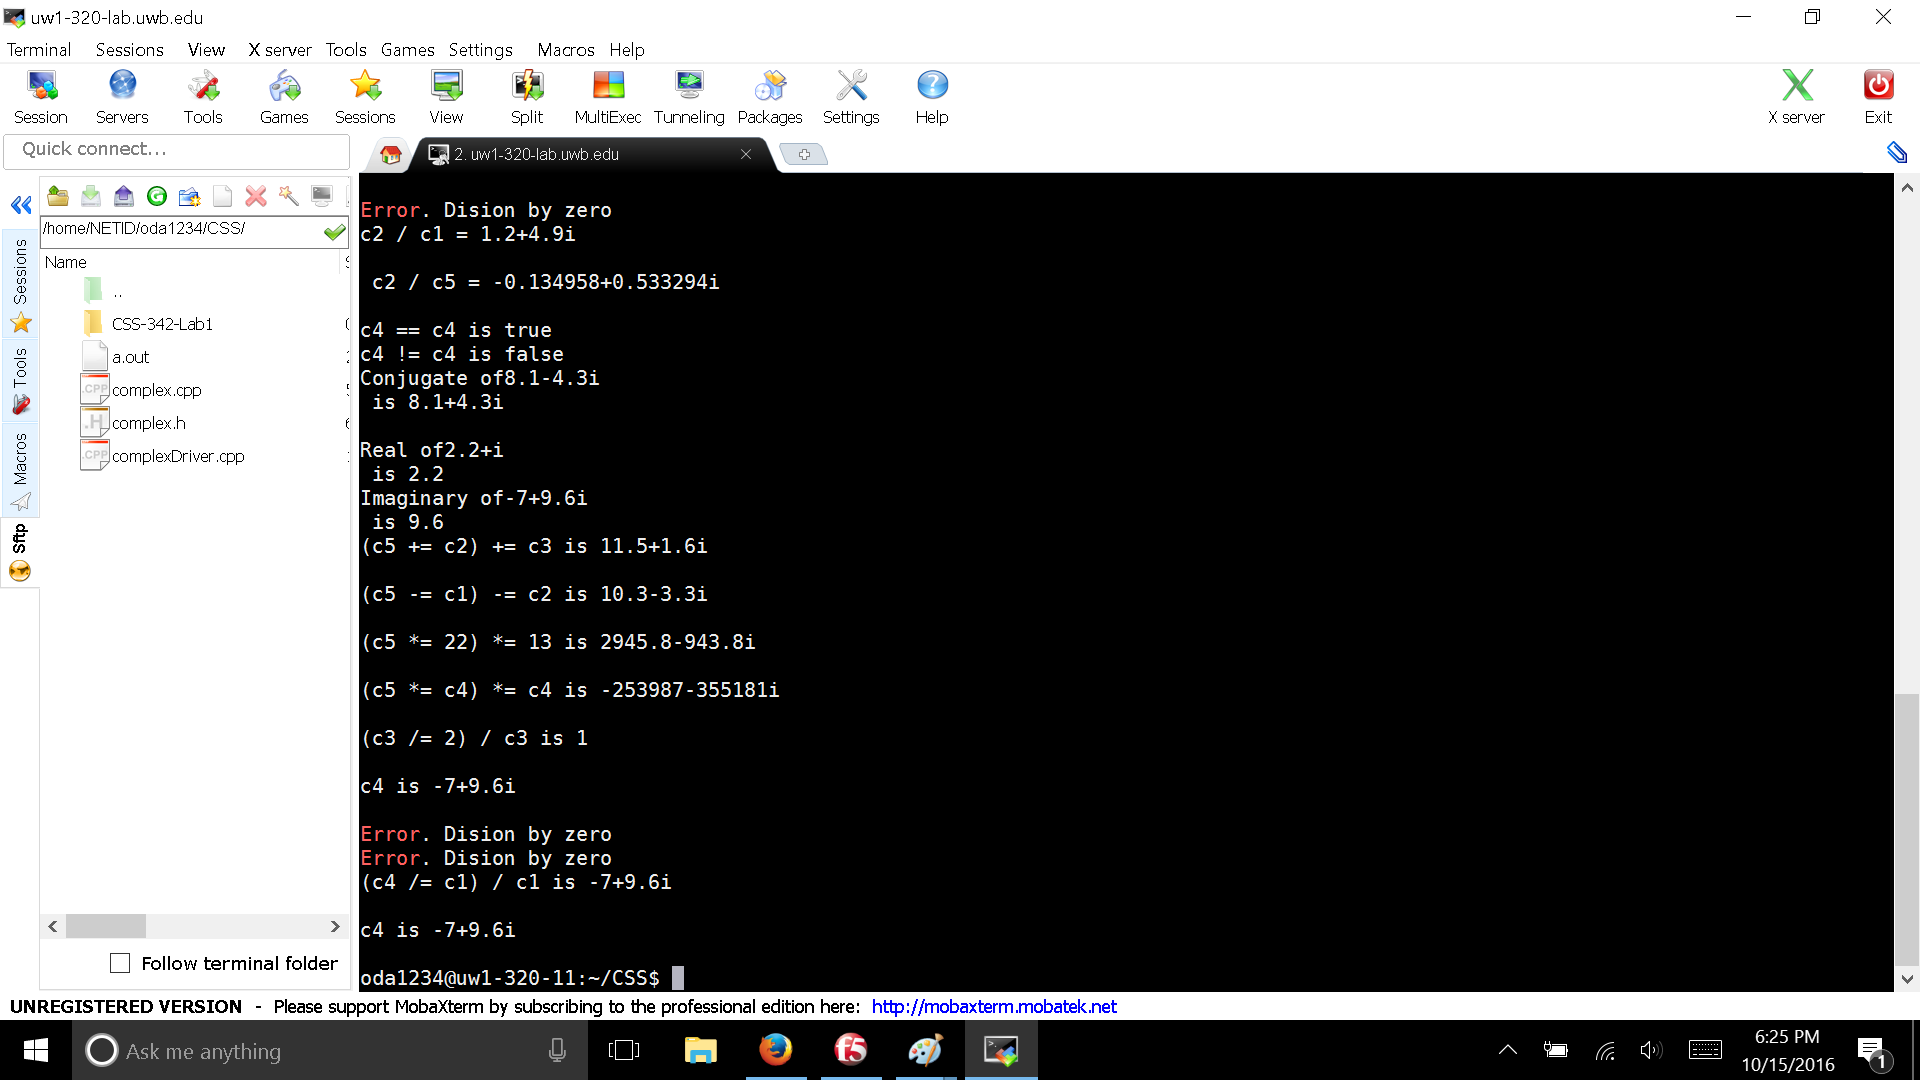 uw1-320-lab.uwb.edu
Terminal Sessions View X server Tools Games Settings Macros Help
Session Servers Tools Games Sessions View Split MultiExec Tunneling Packages Settings Help X server Exit
Quick connect...
2. uw1-320-lab.uwb.edu
/home/NETID/oda1234/CSS/
Name
..
CSS-342-Lab1
a.out
complex.cpp
complex.h
complexDriver.cpp
Sessions
Tools
Macros
Sftp
Follow terminal folder
Error. Dision by zero
c2 / c1 = 1.2+4.9i
c2 / c5 = -0.134958+0.533294i
c4 == c4 is true
c4 != c4 is false
Conjugate of8.1-4.3i
is 8.1+4.3i
Real of2.2+i
is 2.2
Imaginary of-7+9.6i
is 9.6
(c5 += c2) += c3 is 11.5+1.6i
(c5 -= c1) -= c2 is 10.3-3.3i
(c5 *= 22) *= 13 is 2945.8-943.8i
(c5 *= c4) *= c4 is -253987-355181i
(c3 /= 2) / c3 is 1
c4 is -7+9.6i
Error. Dision by zero
Error. Dision by zero
(c4 /= c1) / c1 is -7+9.6i
c4 is -7+9.6i
oda1234@uw1-320-11:~/CSS$
UNREGISTERED VERSION - Please support MobaXterm by subscribing to the professional edition here: http://mobaxterm.mobatek.net
Ask me anything
6:25 PM
10/15/2016
1